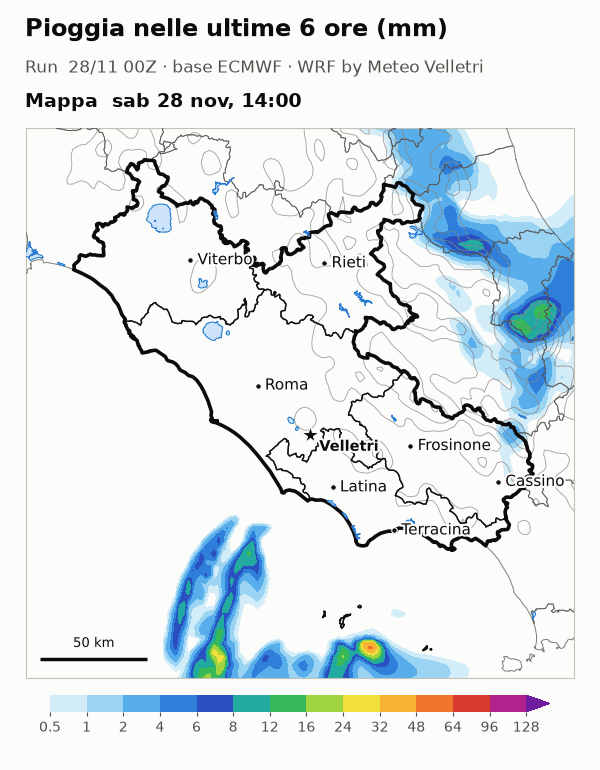 Pioggia nelle ultime 6 ore (mm)
Run  28/11 00Z · base ECMWF · WRF by Meteo Velletri
Mappa  sab 28 nov, 14:00
Viterbo
Rieti
Roma
Velletri
Frosinone
Latina
Cassino
Terracina
50 km
0.5 1 2 4 6 8 12 16 24 32 48 64 96 128